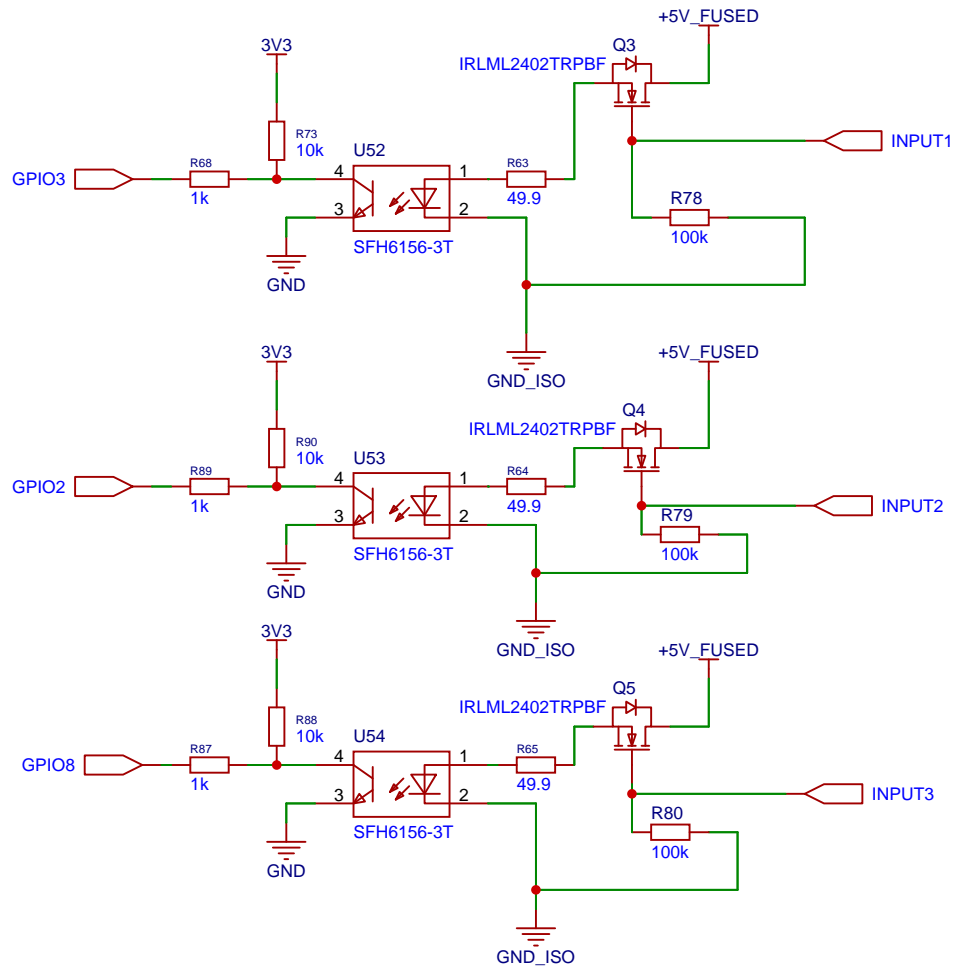 +5V_FUSED
3V3
Q3
IRLML2402TRPBF
R73
10k
U52
R63
INPUT1
GPIO3
R68
1k
4
1
49.9
3
2
R78
100k
SFH6156-3T
GND
GND_ISO
+5V_FUSED
3V3
Q4
IRLML2402TRPBF
R90
10k
U53
R64
GPIO2
R89
1k
4
1
49.9
3
2
INPUT2
R79
100k
SFH6156-3T
GND
GND_ISO
+5V_FUSED
3V3
Q5
IRLML2402TRPBF
R88
10k
U54
R65
GPIO8
R87
1k
4
1
49.9
3
2
INPUT3
R80
100k
SFH6156-3T
GND
GND_ISO